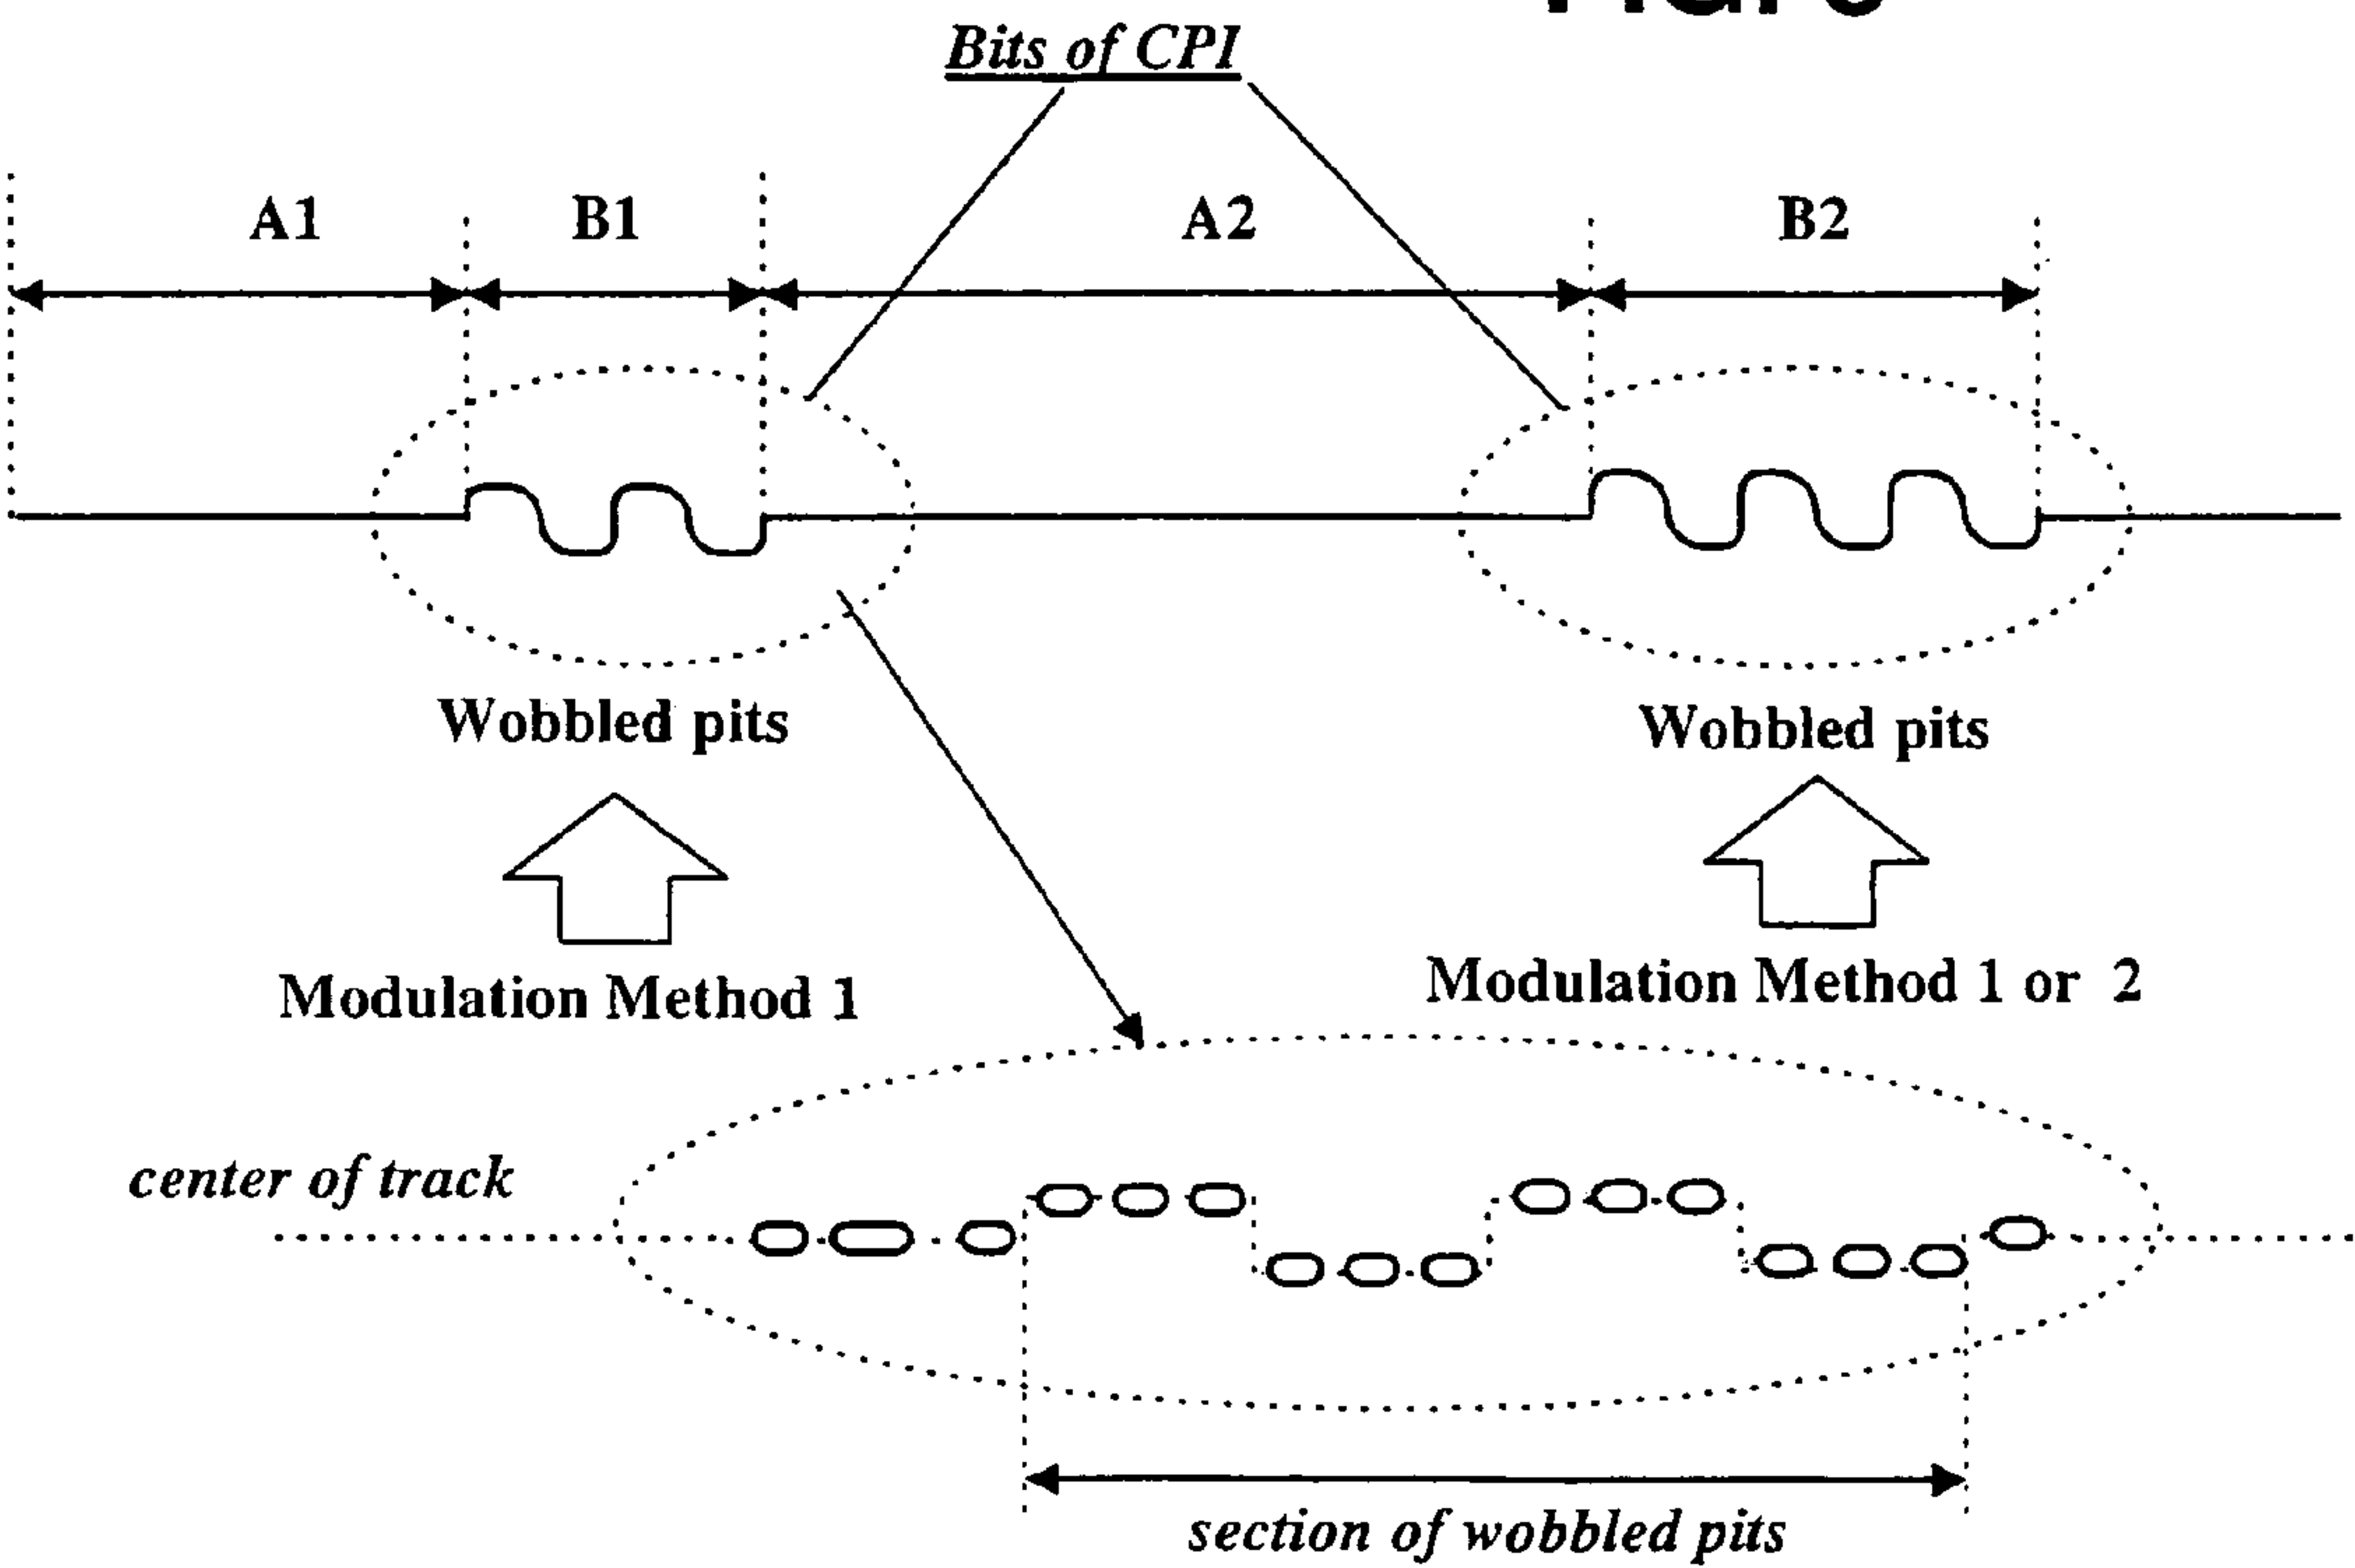 Bits of CPI
A1 B1 A2 B2
Wobbled pits Wobbled pits
Modulation Method 1 Modulation Method 1 or 2
center of track
section of wobbled pits